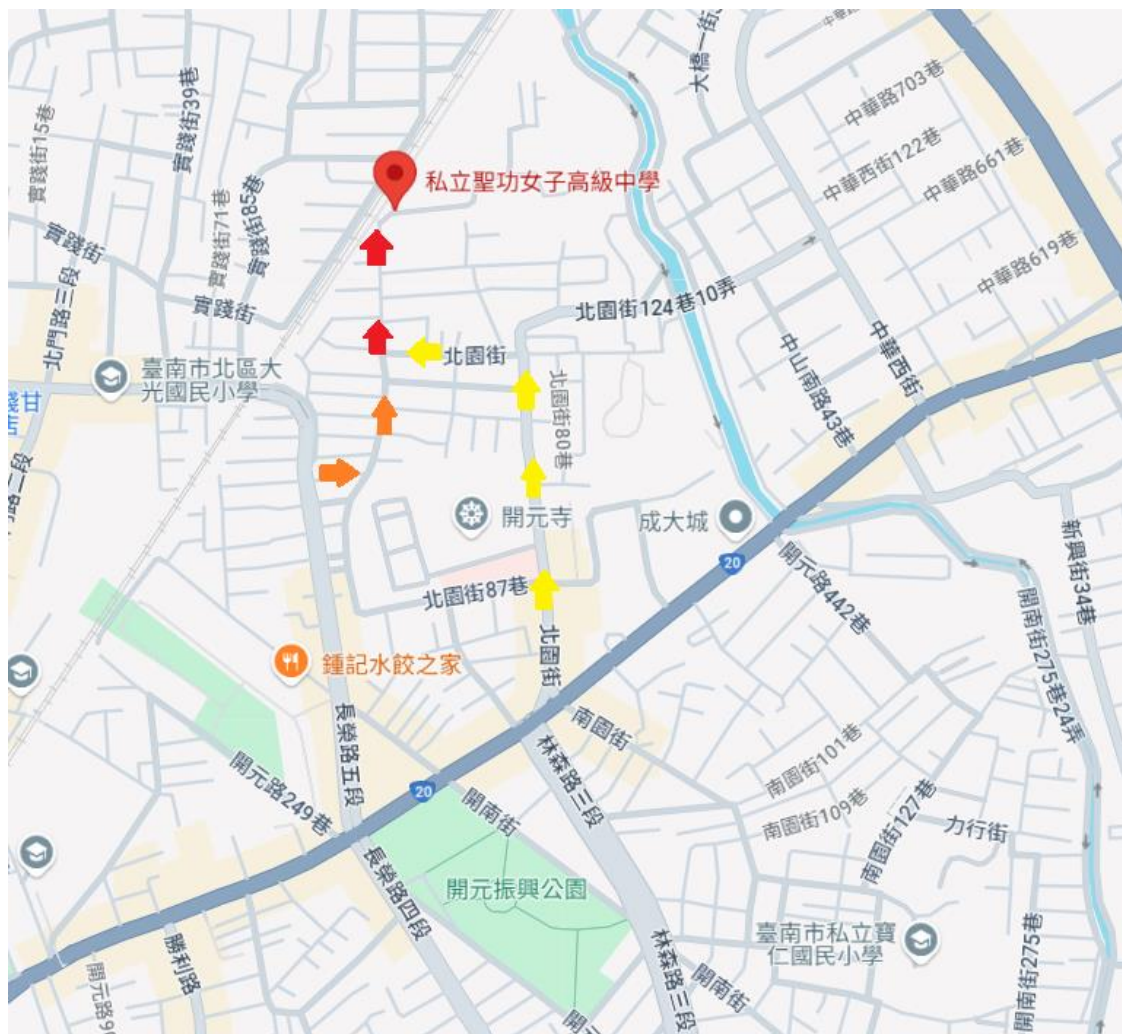 大橋一街
中華路703巷
實踐街39巷
實踐街15巷
中華西街122巷
中華路661巷
私立聖功女子高級中學
實踐街85巷
實踐街71巷
實踐街
中華路619巷
北門路三段
實踐街
北園街124巷10弄
中華西街
北園街
臺南市北區大
光國民小學
中山南路43巷
北園街80巷
開元寺
成大城
新興街34巷
20
北園街87巷
開元路442巷
開南街275巷24弄
北園街
鍾記水餃之家
南園街
長榮路五段
林森路三段
南園街101巷
開元路249巷
20
開南街
南園街109巷
南園街127巷
力行街
長榮路四段
開元振興公園
臺南市私立寶
仁國民小學
勝利路
林森路三段
開南街
開南街275巷